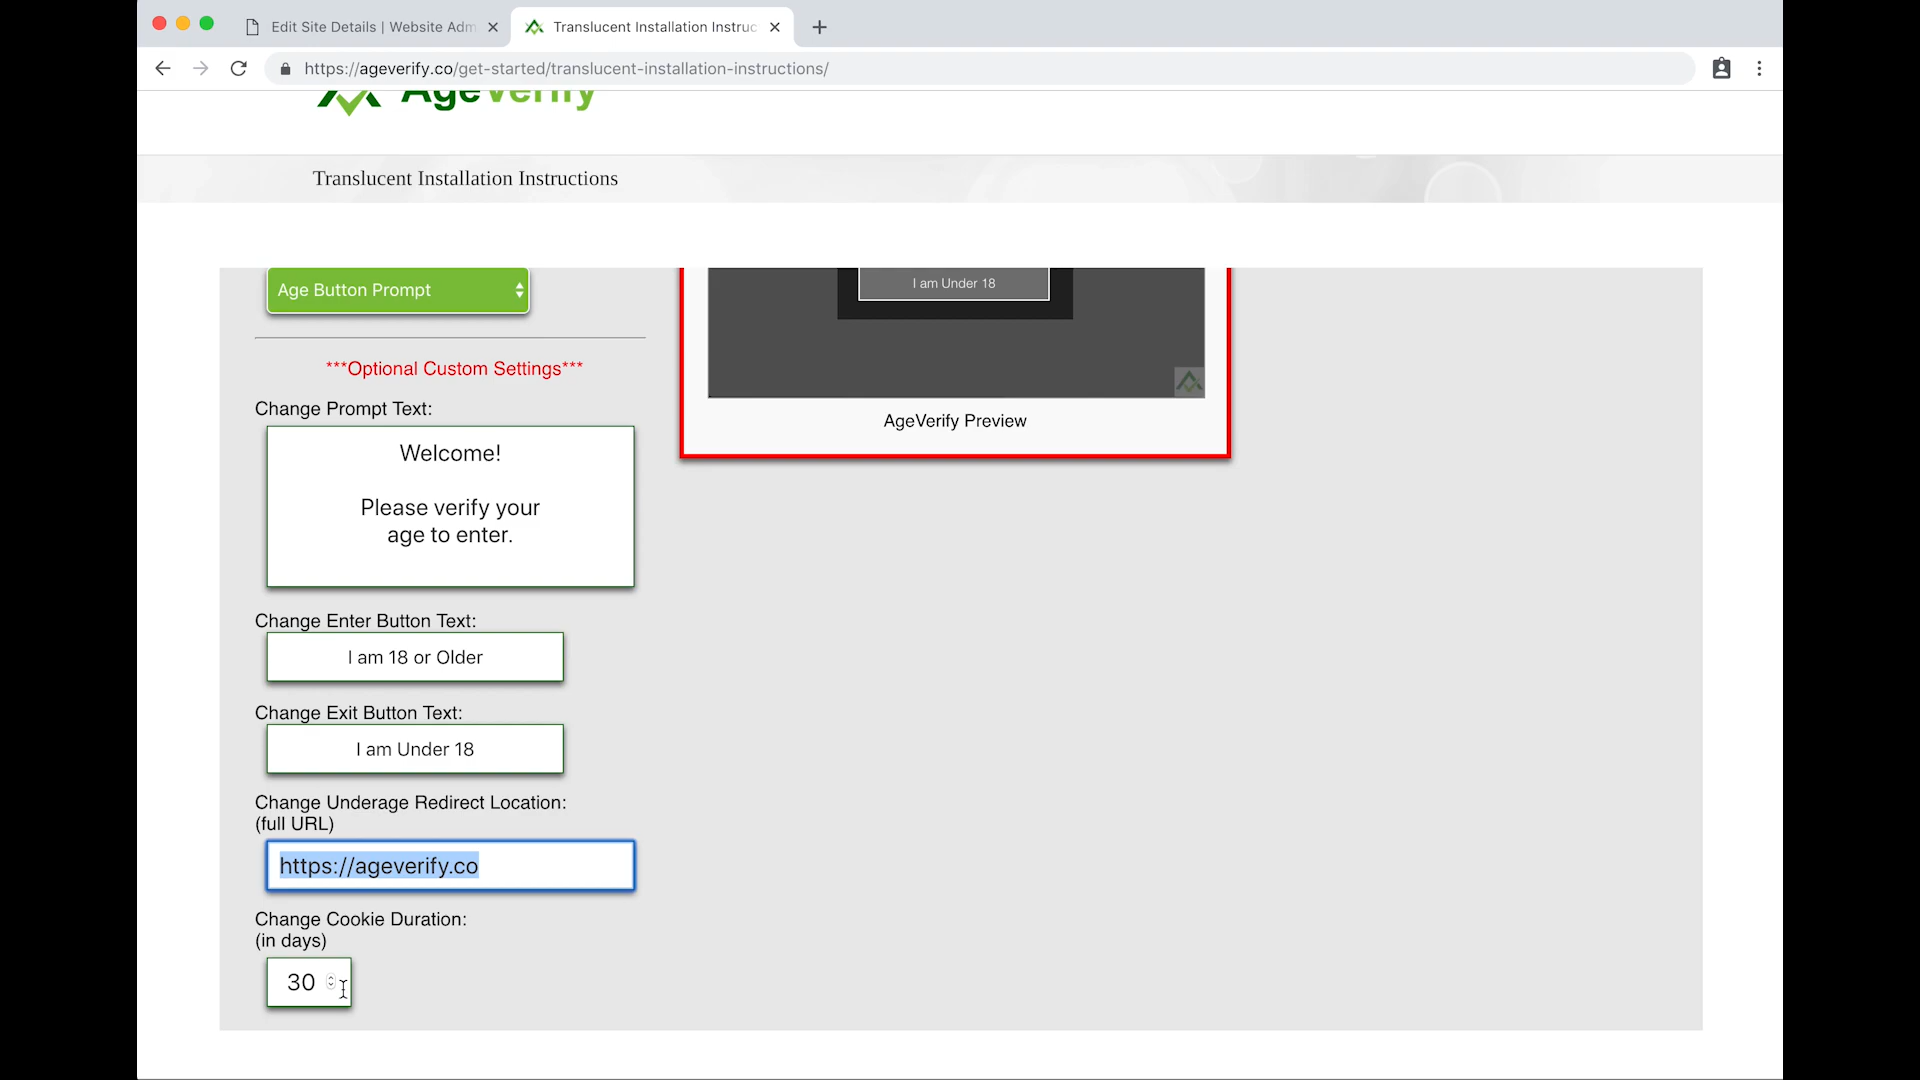 Edit Site Details | Website Adm
Translucent Installation Instruc
https://ageverify.co/get-started/translucent-installation-instructions/
AgeVerify
Translucent Installation Instructions
Age Button Prompt
I am Under 18
***Optional Custom Settings***
AgeVerify Preview
Change Prompt Text:
Welcome!
Please verify your
age to enter.
Change Enter Button Text:
I am 18 or Older
Change Exit Button Text:
I am Under 18
Change Underage Redirect Location:
(full URL)
https://ageverify.co
Change Cookie Duration:
(in days)
30